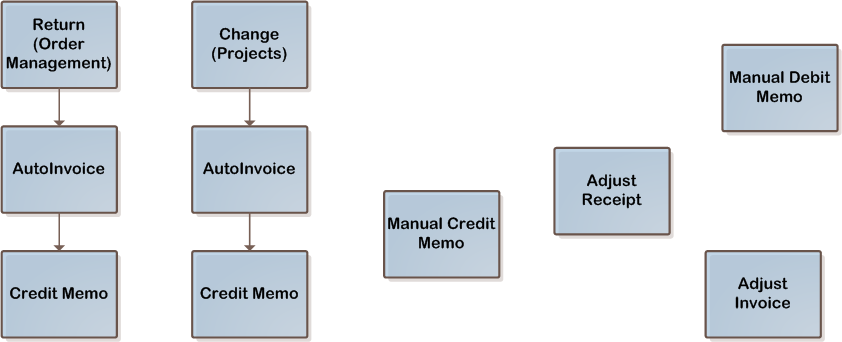 Return
(Order
Management)
AutoInvoice
Credit Memo
Change
(Projects)
AutoInvoice
Credit Memo
Manual Credit
Memo
Adjust
Receipt
Manual Debit
Memo
Adjust
Invoice